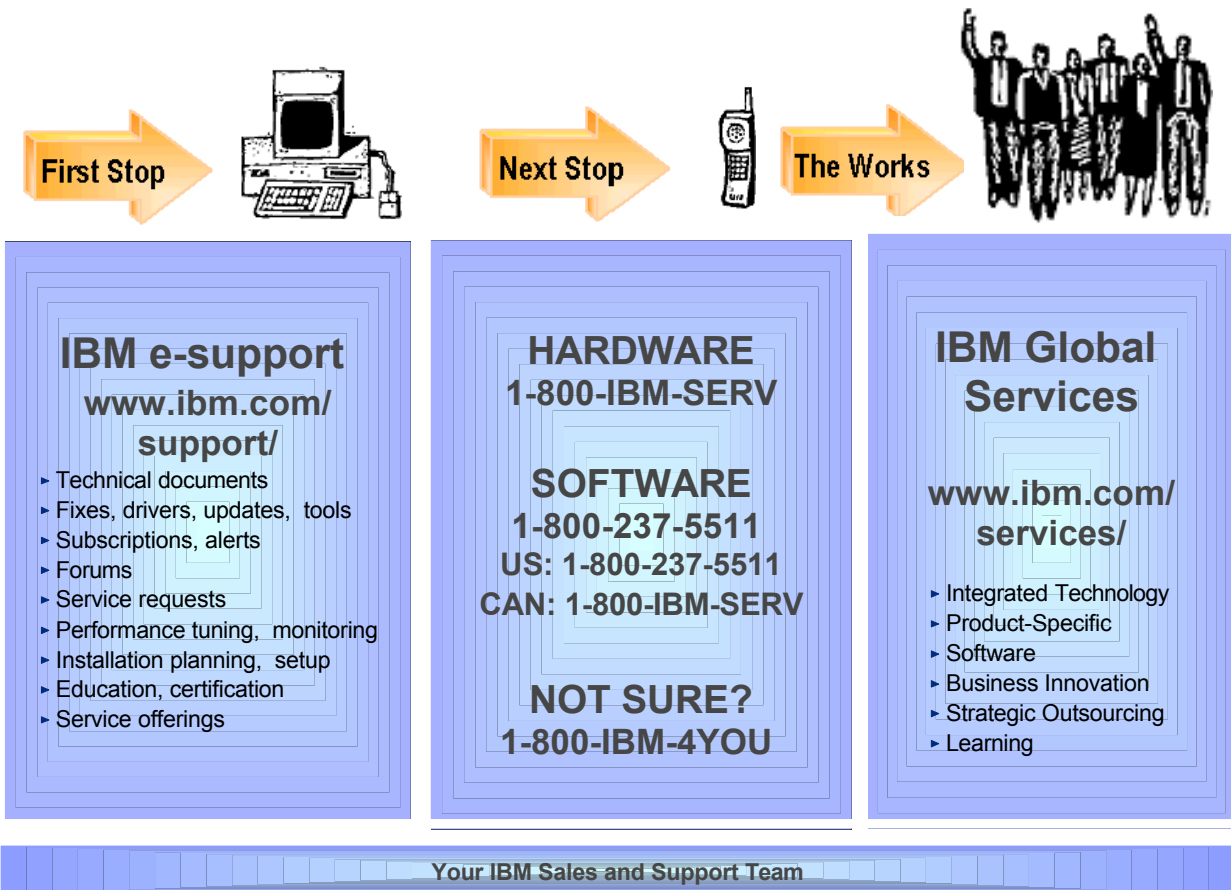 First Stop
Next Stop
The Works
IBM e-support
www.ibm.com/
support/
► Technical documents
► Fixes, drivers, updates, tools
► Subscriptions, alerts
► Forums
► Service requests
► Performance tuning, monitoring
► Installation planning, setup
► Education, certification
► Service offerings
HARDWARE
1-800-IBM-SERV
SOFTWARE
1-800-237-5511
US: 1-800-237-5511
CAN: 1-800-IBM-SERV
NOT SURE?
1-800-IBM-4YOU
IBM Global
Services
www.ibm.com/
services/
► Integrated Technology
► Product-Specific
► Software
► Business Innovation
► Strategic Outsourcing
► Learning
Your IBM Sales and Support Team